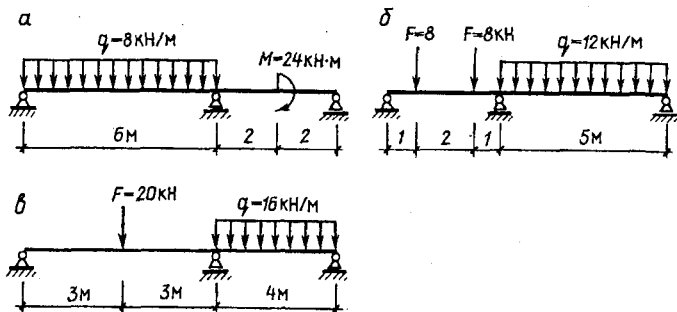 а
q=8кН/м
M=24кН·м
6м
2
2
б
F=8
F=8кН
q=12кН/м
1
2
1
5м
в
F=20кН
q=16кН/м
3м
3м
4м